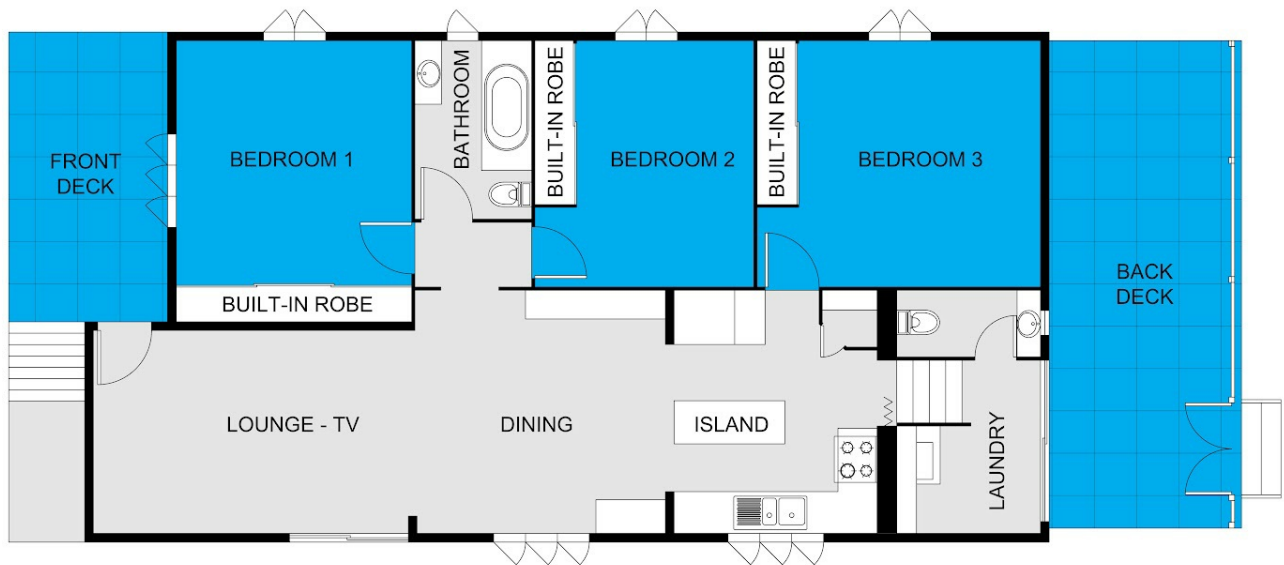 FRONT
DECK
BEDROOM 1
BUILT-IN ROBE
BATHROOM
BUILT-IN ROBE
BEDROOM 2
BUILT-IN ROBE
BEDROOM 3
BACK
DECK
LOUNGE - TV
DINING
ISLAND
LAUNDRY